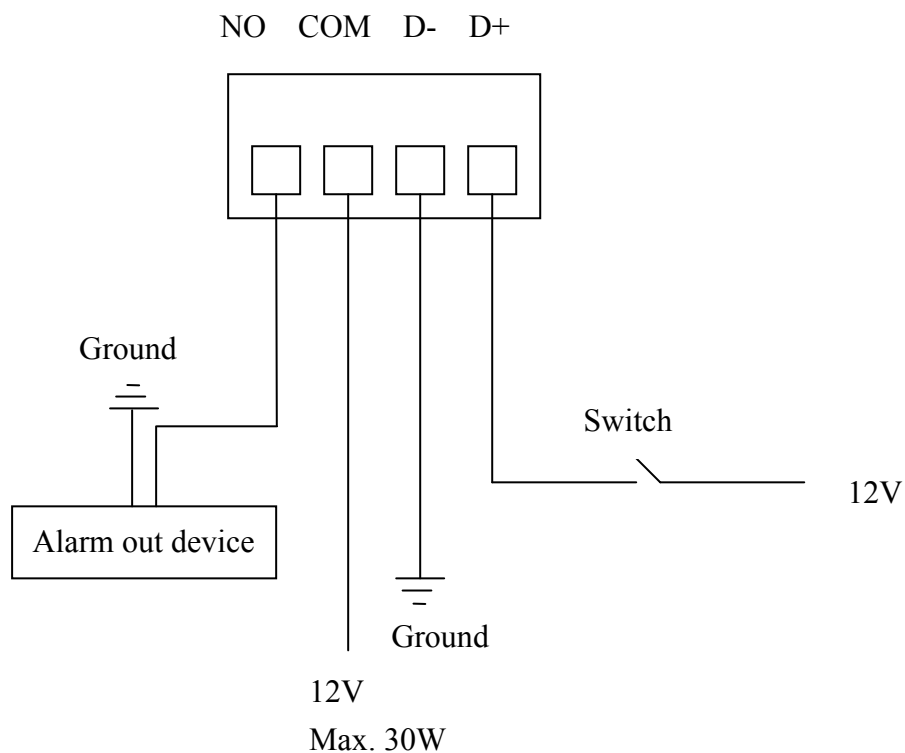 NO COM D- D+
Ground
Switch
12V
Alarm out device
Ground
12V
Max. 30W